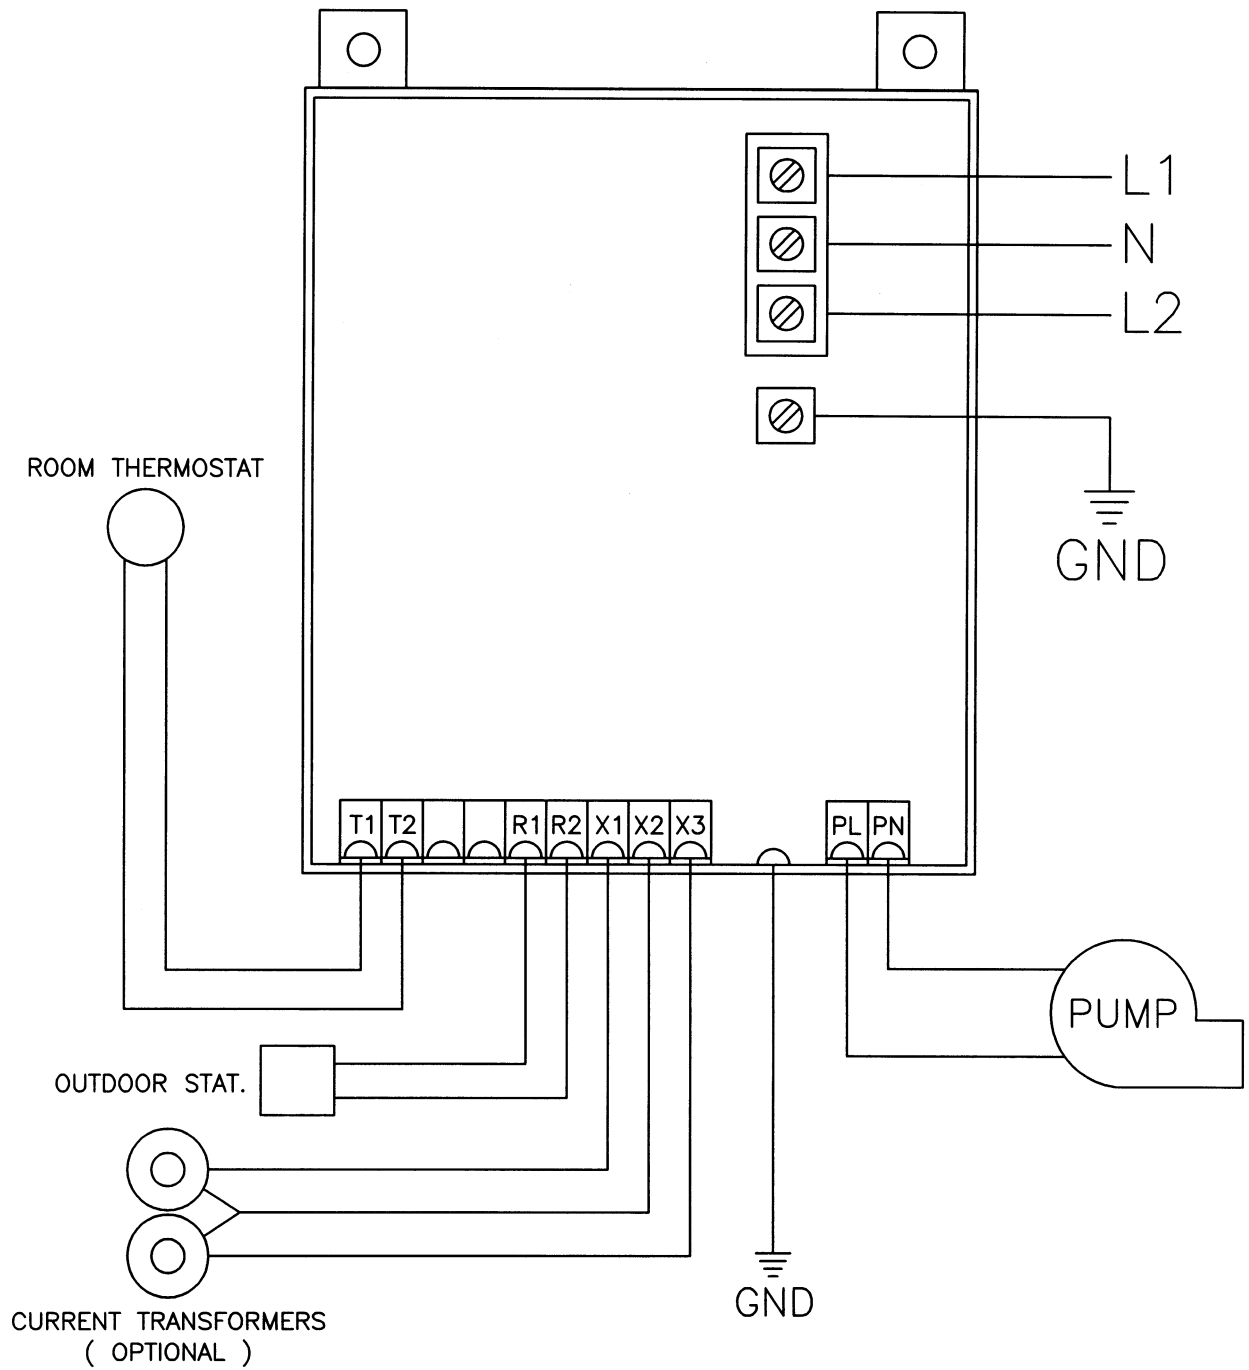 L1
N
L2
ROOM THERMOSTAT
GND
T1 T2 R1 R2 X1 X2 X3 PL PN
PUMP
OUTDOOR STAT.
GND
CURRENT TRANSFORMERS
( OPTIONAL )